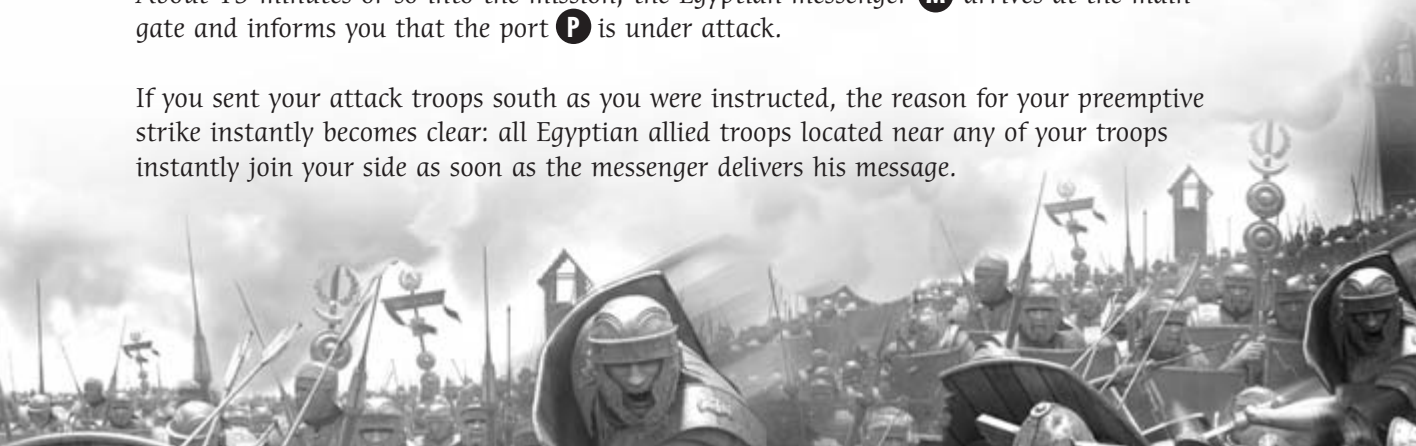 About 15 minutes or so into the mission, the Egyptian messenger M arrives at the main
gate and informs you that the port P is under attack.
If you sent your attack troops south as you were instructed, the reason for your preemptive
strike instantly becomes clear: all Egyptian allied troops located near any of your troops
instantly join your side as soon as the messenger delivers his message.